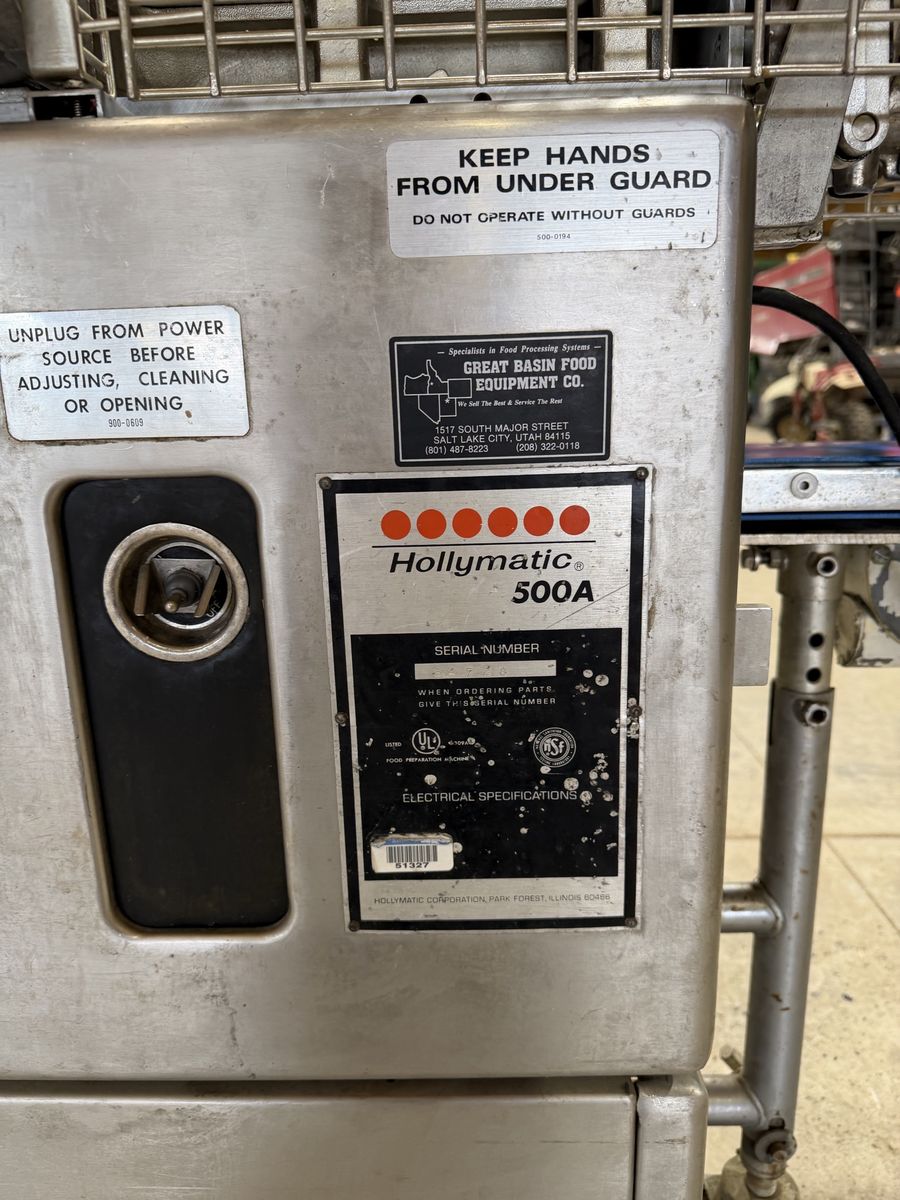 KEEP HANDS
FROM UNDER GUARD
DO NOT OPERATE WITHOUT GUARDS
500-0194
UNPLUG FROM POWER
SOURCE BEFORE
ADJUSTING, CLEANING
OR OPENING
900-0609
— Specialists in Food Processing Systems —
GREAT BASIN FOOD
EQUIPMENT CO.
We Sell The Best & Service The Rest
1517 SOUTH MAJOR STREET
SALT LAKE CITY, UTAH 84115
(801) 487-8223 (208) 322-0118
OFF
Hollymatic®
500A
SERIAL NUMBER
WHEN ORDERING PARTS
GIVE THIS SERIAL NUMBER
LISTED UL
NSF
FOOD PREPARATION MACHINE
ELECTRICAL SPECIFICATIONS
51327
HOLLYMATIC CORPORATION, PARK FOREST, ILLINOIS 60466